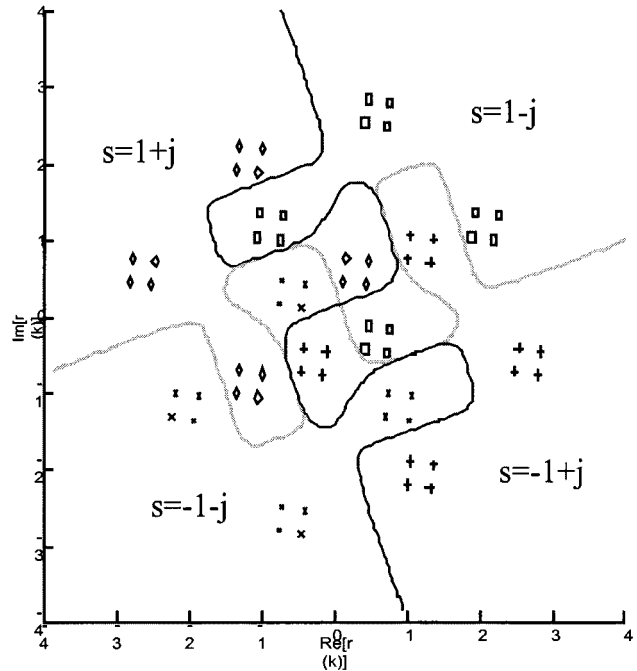 4
3
s=1-j
s=1+j
2
1
0
Im[r
(k)]
1
2
s=-1+j
s=-1-j
3
4
4 3 2 1 0 1 2 3 4
Re[r
(k)]